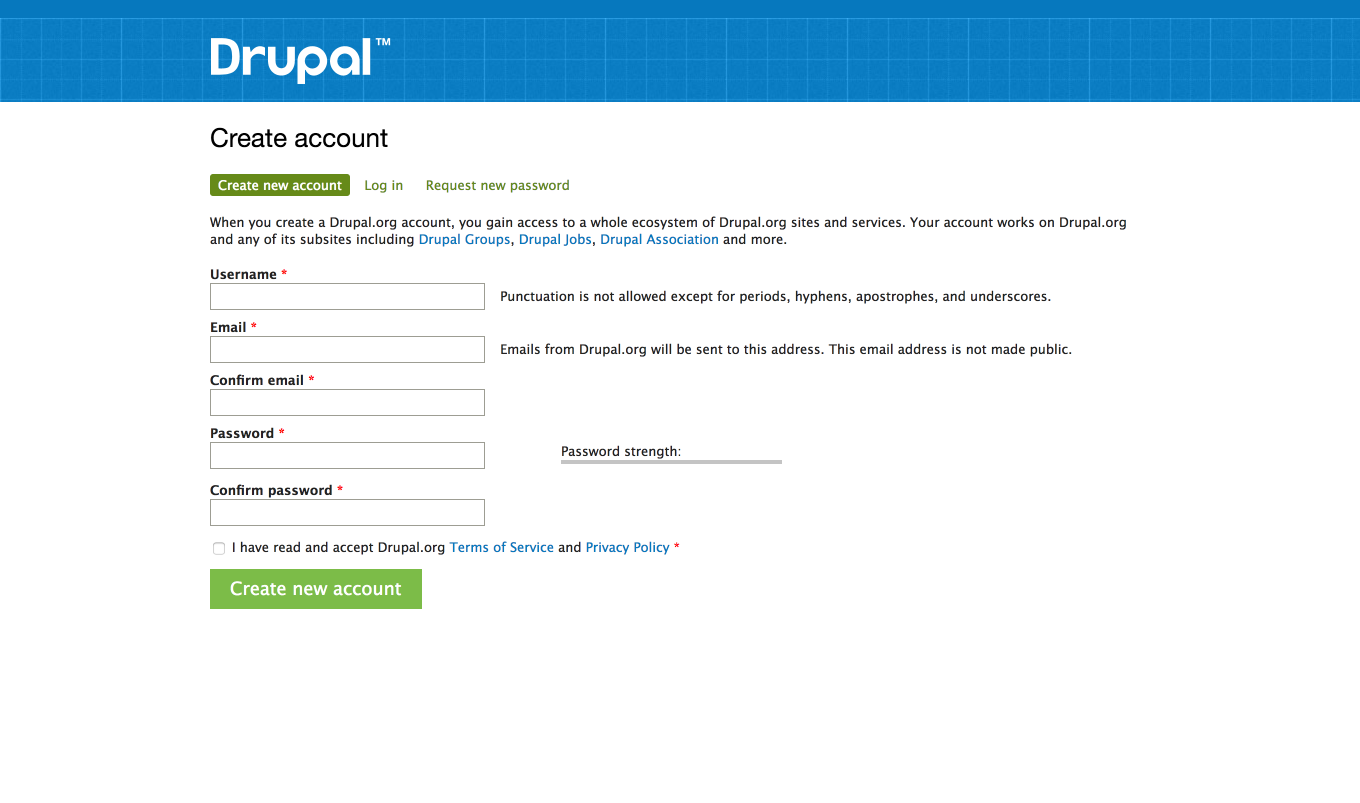 Drupal™
Create account
Create new account Log in Request new password
When you create a Drupal.org account, you gain access to a whole ecosystem of Drupal.org sites and services. Your account works on Drupal.org
and any of its subsites including Drupal Groups, Drupal Jobs, Drupal Association and more.
Username *
Punctuation is not allowed except for periods, hyphens, apostrophes, and underscores.
Email *
Emails from Drupal.org will be sent to this address. This email address is not made public.
Confirm email *
Password *
Password strength:
Confirm password *
I have read and accept Drupal.org Terms of Service and Privacy Policy *
Create new account